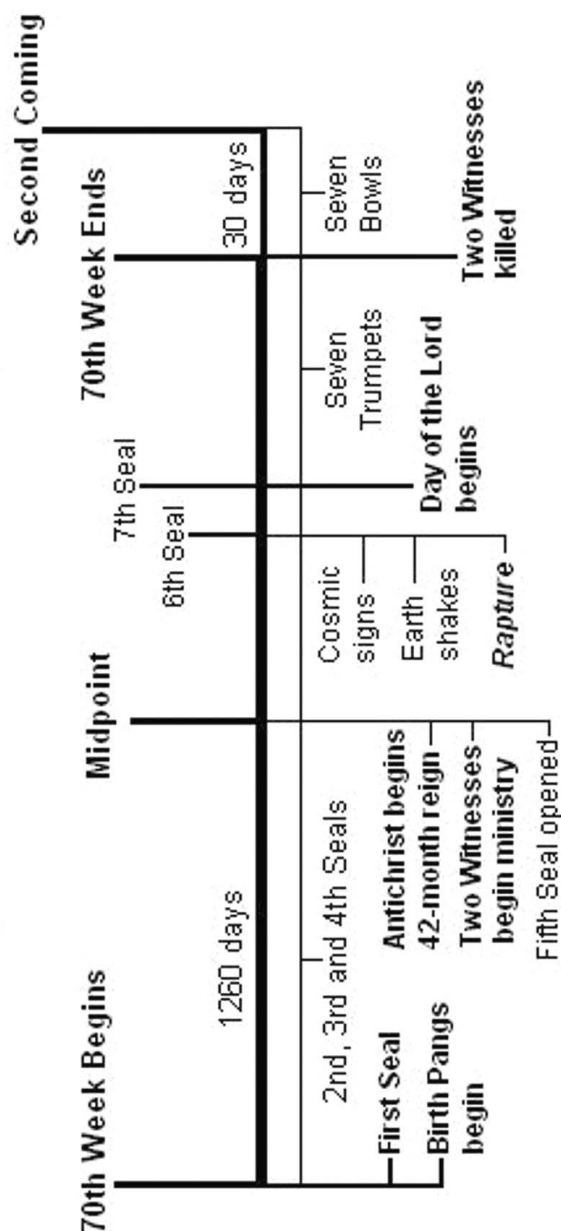 Second Coming
70th Week Ends
7th Seal
6th Seal
Midpoint
70th Week Begins
1260 days
30 days
2nd, 3rd and 4th Seals
First Seal
Birth Pangs
begin
Antichrist begins
42-month reign
Two Witnesses
begin ministry
Fifth Seal opened
Cosmic
signs
Earth
shakes
Rapture
Day of the Lord
begins
Seven
Trumpets
Seven
Bowls
Two Witnesses
killed